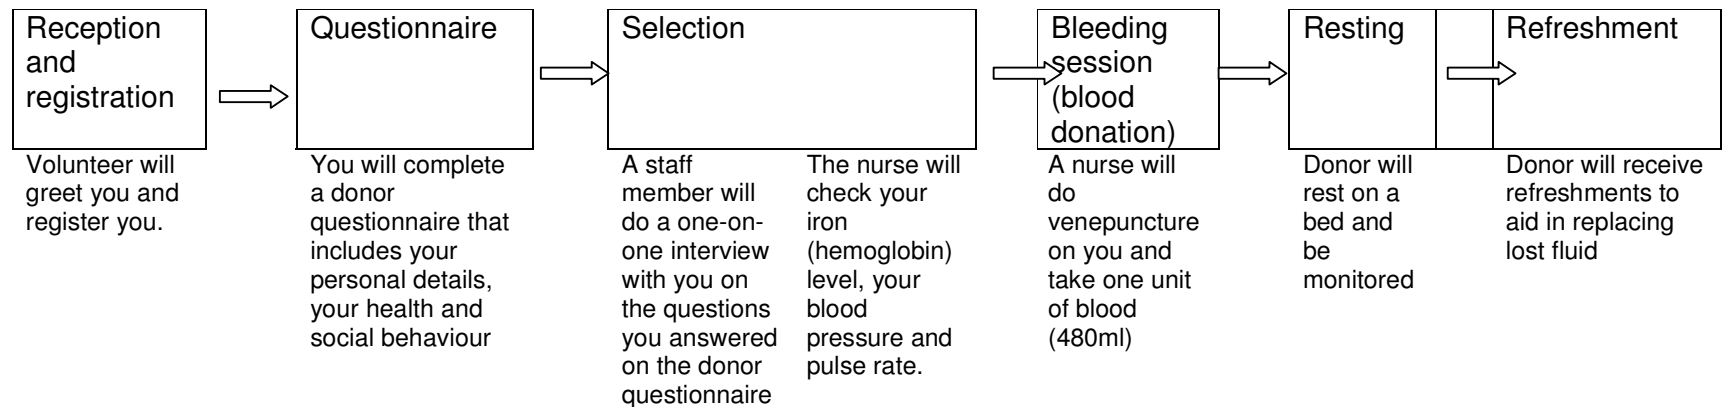 Reception
and
registration
Questionnaire
Selection
Bleeding
session
(blood
donation)
Resting
Refreshment
Volunteer will
greet you and
register you.
You will complete
a donor
questionnaire that
includes your
personal details,
your health and
social behaviour
A staff
member will
do a one-on-
one interview
with you on
the questions
you answered
on the donor
questionnaire
The nurse will
check your
iron
(hemoglobin)
level, your
blood
pressure and
pulse rate.
A nurse will
do
venepuncture
on you and
take one unit
of blood
(480ml)
Donor will
rest on a
bed and
be
monitored
Donor will receive
refreshments to
aid in replacing
lost fluid